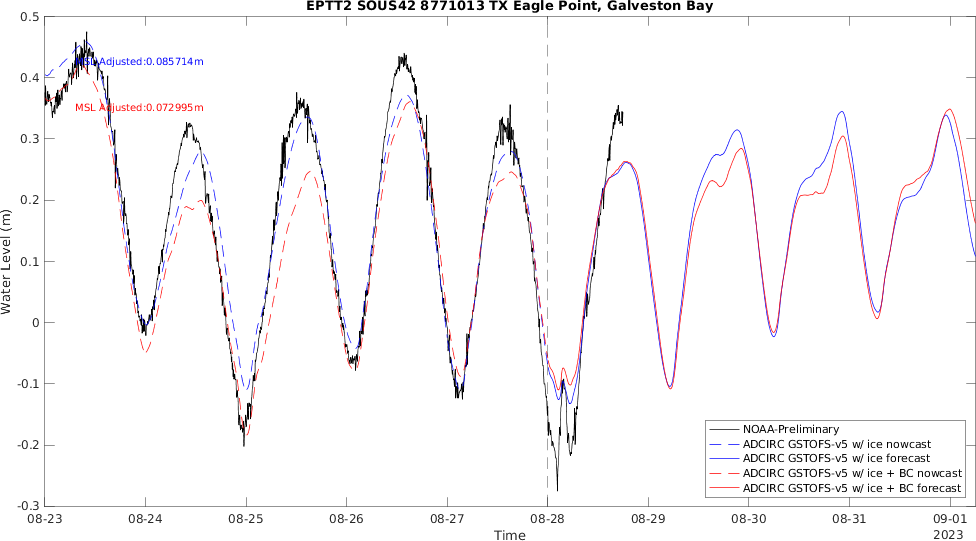 EPTT2 SOUS42 8771013 TX Eagle Point, Galveston Bay
0.5
0.4
0.3
0.2
0.1
0
-0.1
-0.2
-0.3
Water Level (m)
MSL Adjusted:0.085714m
MSL Adjusted:0.072995m
NOAA-Preliminary
ADCIRC GSTOFS-v5 w/ ice nowcast
ADCIRC GSTOFS-v5 w/ ice forecast
ADCIRC GSTOFS-v5 w/ ice + BC nowcast
ADCIRC GSTOFS-v5 w/ ice + BC forecast
08-23 08-24 08-25 08-26 08-27 08-28 08-29 08-30 08-31 09-01
Time
2023